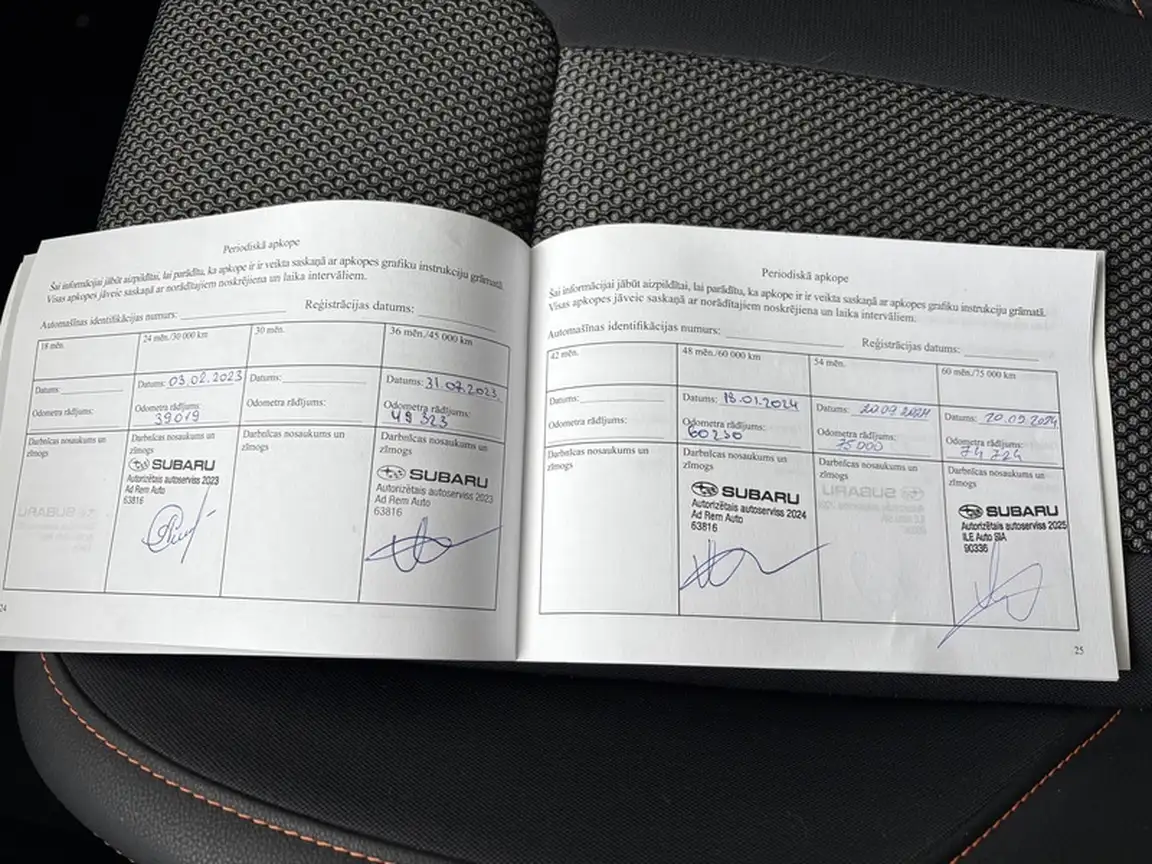 Periodiskā apkope
Šai informācijai jābūt aizpildītai, lai parādītu, ka apkope ir ir veikta saskaņā ar apkopes grafiku instrukciju grāmatā.
Visas apkopes jāveic saskaņā ar norādītajiem noskrējiena un laika intervāliem.
Automašīnas identifikācijas numurs:
Reģistrācijas datums:
18 mēn.
24 mēn./30 000 km
30 mēn.
36 mēn./45 000 km
Datums:
Datums: 03.02.2023
Datums:
Datums: 31.07.2023.
Odometra rādījums:
Odometra rādījums:
39019
Odometra rādījums:
Odometra rādījums:
49 323
Darbnīcas nosaukums un
zīmogs
Darbnīcas nosaukums un
zīmogs
SUBARU
Autorizētais autoserviss 2023
Ad Rem Auto
63816
Darbnīcas nosaukums un
zīmogs
Darbnīcas nosaukums un
zīmogs
SUBARU
Autorizētais autoserviss 2023
Ad Rem Auto
63816
24
Periodiskā apkope
Šai informācijai jābūt aizpildītai, lai parādītu, ka apkope ir ir veikta saskaņā ar apkopes grafiku instrukciju grāmatā.
Visas apkopes jāveic saskaņā ar norādītajiem noskrējiena un laika intervāliem.
Automašīnas identifikācijas numurs:
Reģistrācijas datums:
42 mēn.
48 mēn./60 000 km
54 mēn.
60 mēn./75 000 km
Datums:
Datums: 18.01.2024
Datums: 20.09 2024
Datums: 20.09 2024
Odometra rādījums:
Odometra rādījums:
60230
Odometra rādījums:
75000
Odometra rādījums:
74 724
Darbnīcas nosaukums un
zīmogs
Darbnīcas nosaukums un
zīmogs
SUBARU
Autorizētais autoserviss 2024
Ad Rem Auto
63816
Darbnīcas nosaukums un
zīmogs
Darbnīcas nosaukums un
zīmogs
SUBARU
Autorizētais autoserviss 2025
ILE Auto SIA
90336
25